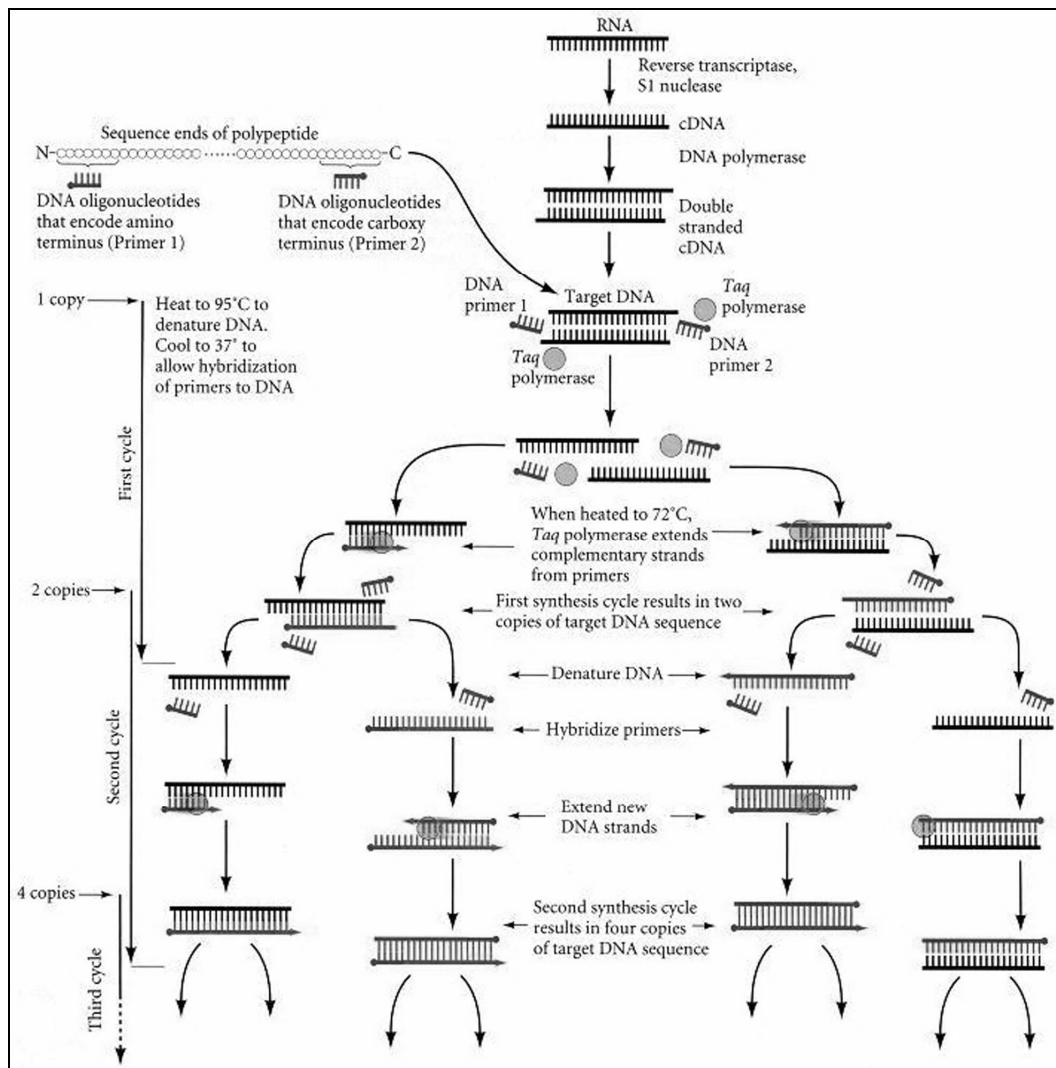 RNA
Reverse transcriptase,
S1 nuclease
cDNA
DNA polymerase
Double
stranded
cDNA
Sequence ends of polypeptide
N
C
DNA oligonucleotides
that encode amino
terminus (Primer 1)
DNA oligonucleotides
that encode carboxy
terminus (Primer 2)
1 copy
Heat to 95°C to
denature DNA.
Cool to 37° to
allow hybridization
of primers to DNA
DNA
primer 1
Target DNA
Taq
polymerase
DNA
primer 2
Taq
polymerase
First cycle
When heated to 72°C,
Taq polymerase extends
complementary strands
from primers
2 copies
First synthesis cycle results in two
copies of target DNA sequence
Denature DNA
Hybridize primers
Second cycle
Extend new
DNA strands
4 copies
Second synthesis cycle
results in four copies
of target DNA sequence
Third cycle